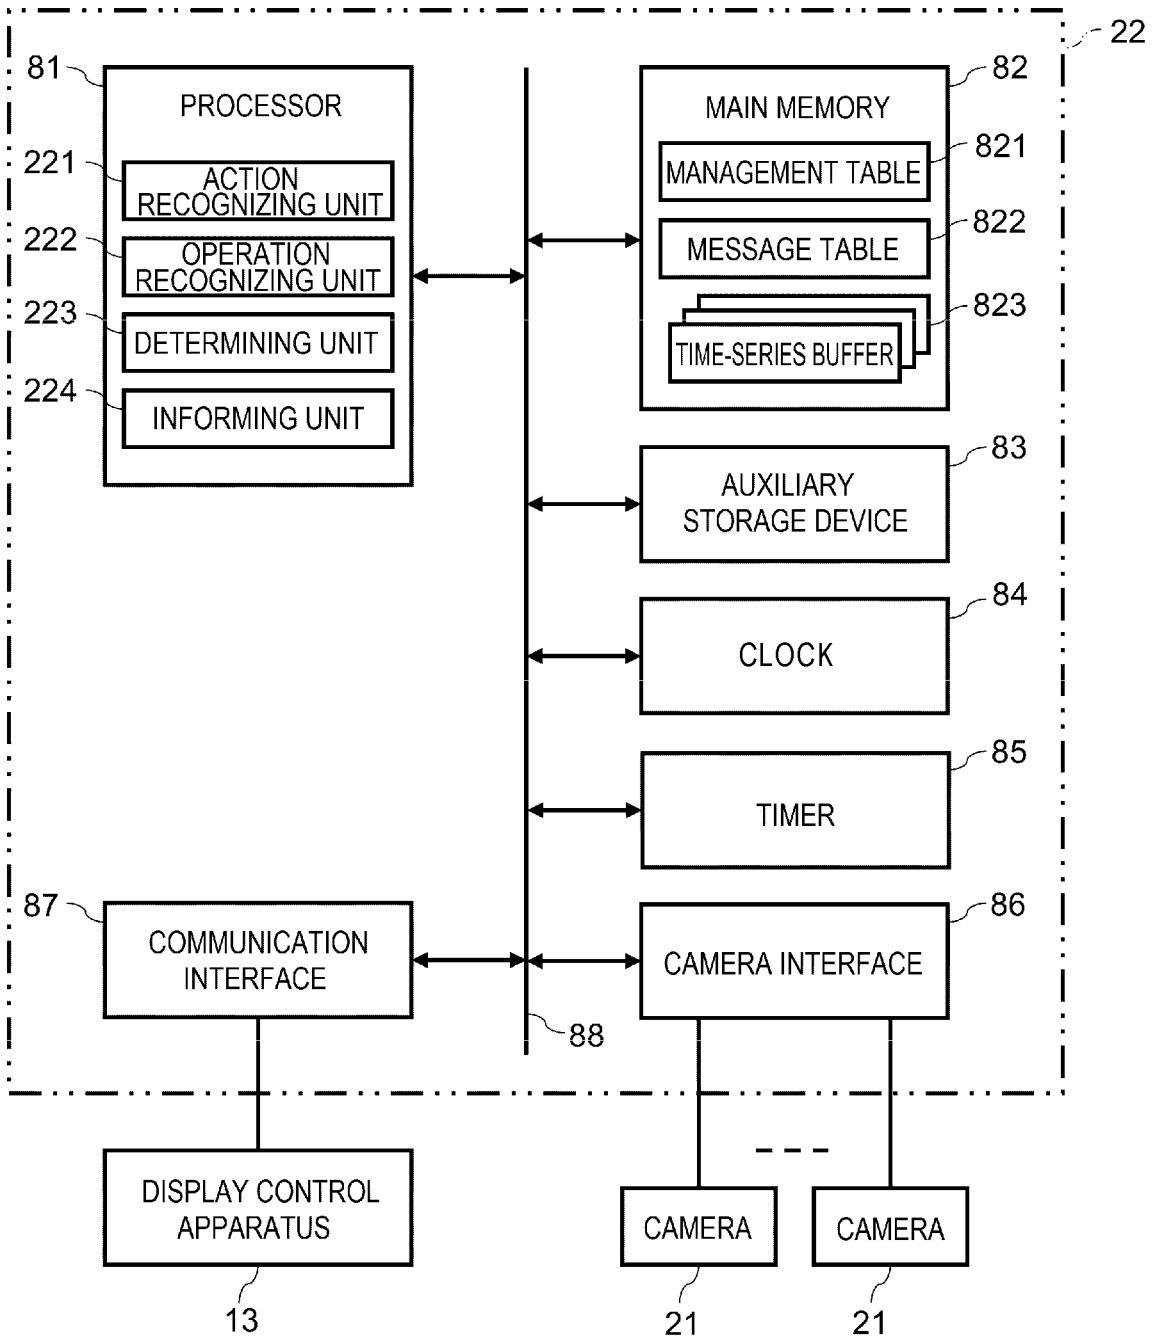 22
81
PROCESSOR
221
ACTION
RECOGNIZING UNIT
222
OPERATION
RECOGNIZING UNIT
223
DETERMINING UNIT
224
INFORMING UNIT
82
MAIN MEMORY
821
MANAGEMENT TABLE
822
MESSAGE TABLE
823
TIME-SERIES BUFFER
83
AUXILIARY
STORAGE DEVICE
84
CLOCK
85
TIMER
87
COMMUNICATION
INTERFACE
86
CAMERA INTERFACE
88
DISPLAY CONTROL
APPARATUS
13
CAMERA
21
CAMERA
21